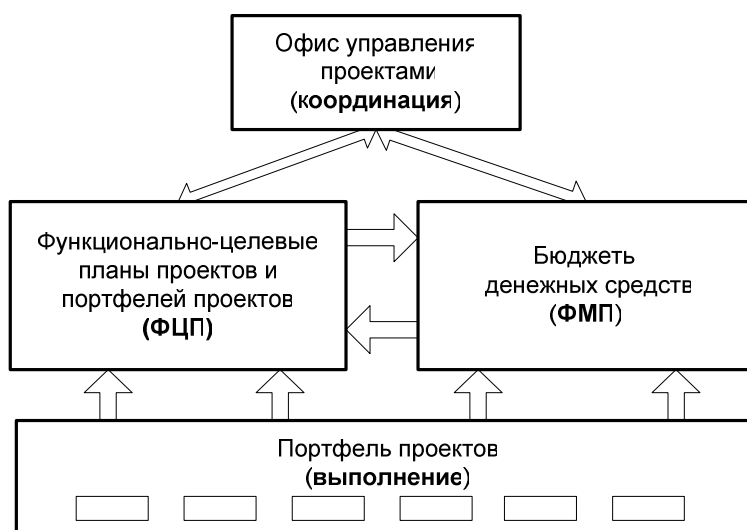 Офис управления
проектами
(координация)
Функционально-целевые
планы проектов и
портфелей проектов
(ФЦП)
Бюджеть
денежных средств
(ФМП)
Портфель проектов
(выполнение)